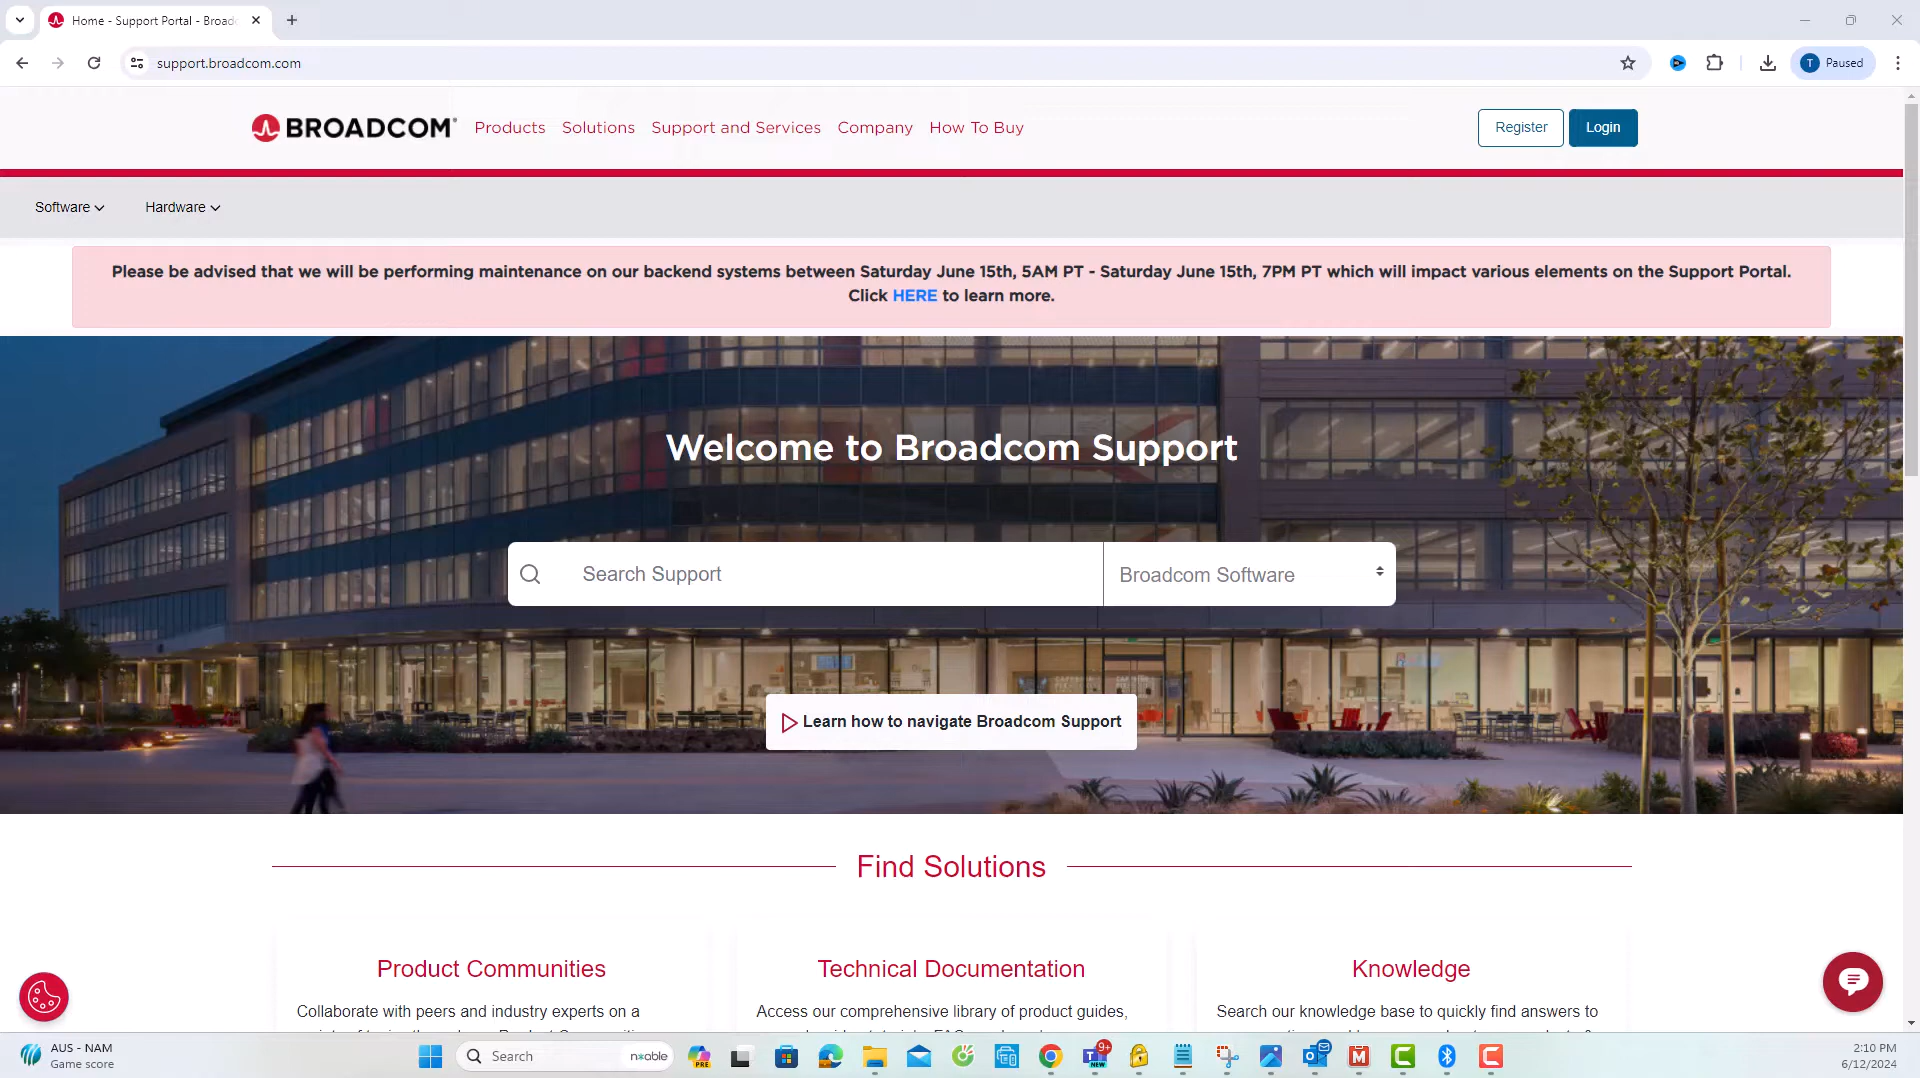 Home - Support Portal - Broadc
support.broadcom.com
T Paused
BROADCOM
Products
Solutions
Support and Services
Company
How To Buy
Register
Login
Software
Hardware
Please be advised that we will be performing maintenance on our backend systems between Saturday June 15th, 5AM PT - Saturday June 15th, 7PM PT which will impact various elements on the Support Portal.
Click HERE to learn more.
Welcome to Broadcom Support
Search Support
Broadcom Software
Learn how to navigate Broadcom Support
Find Solutions
Product Communities
Technical Documentation
Knowledge
Collaborate with peers and industry experts on a
Access our comprehensive library of product guides,
Search our knowledge base to quickly find answers to
AUS - NAM
Game score
Search
n-able
PRE
9+
NEW
2:10 PM
6/12/2024